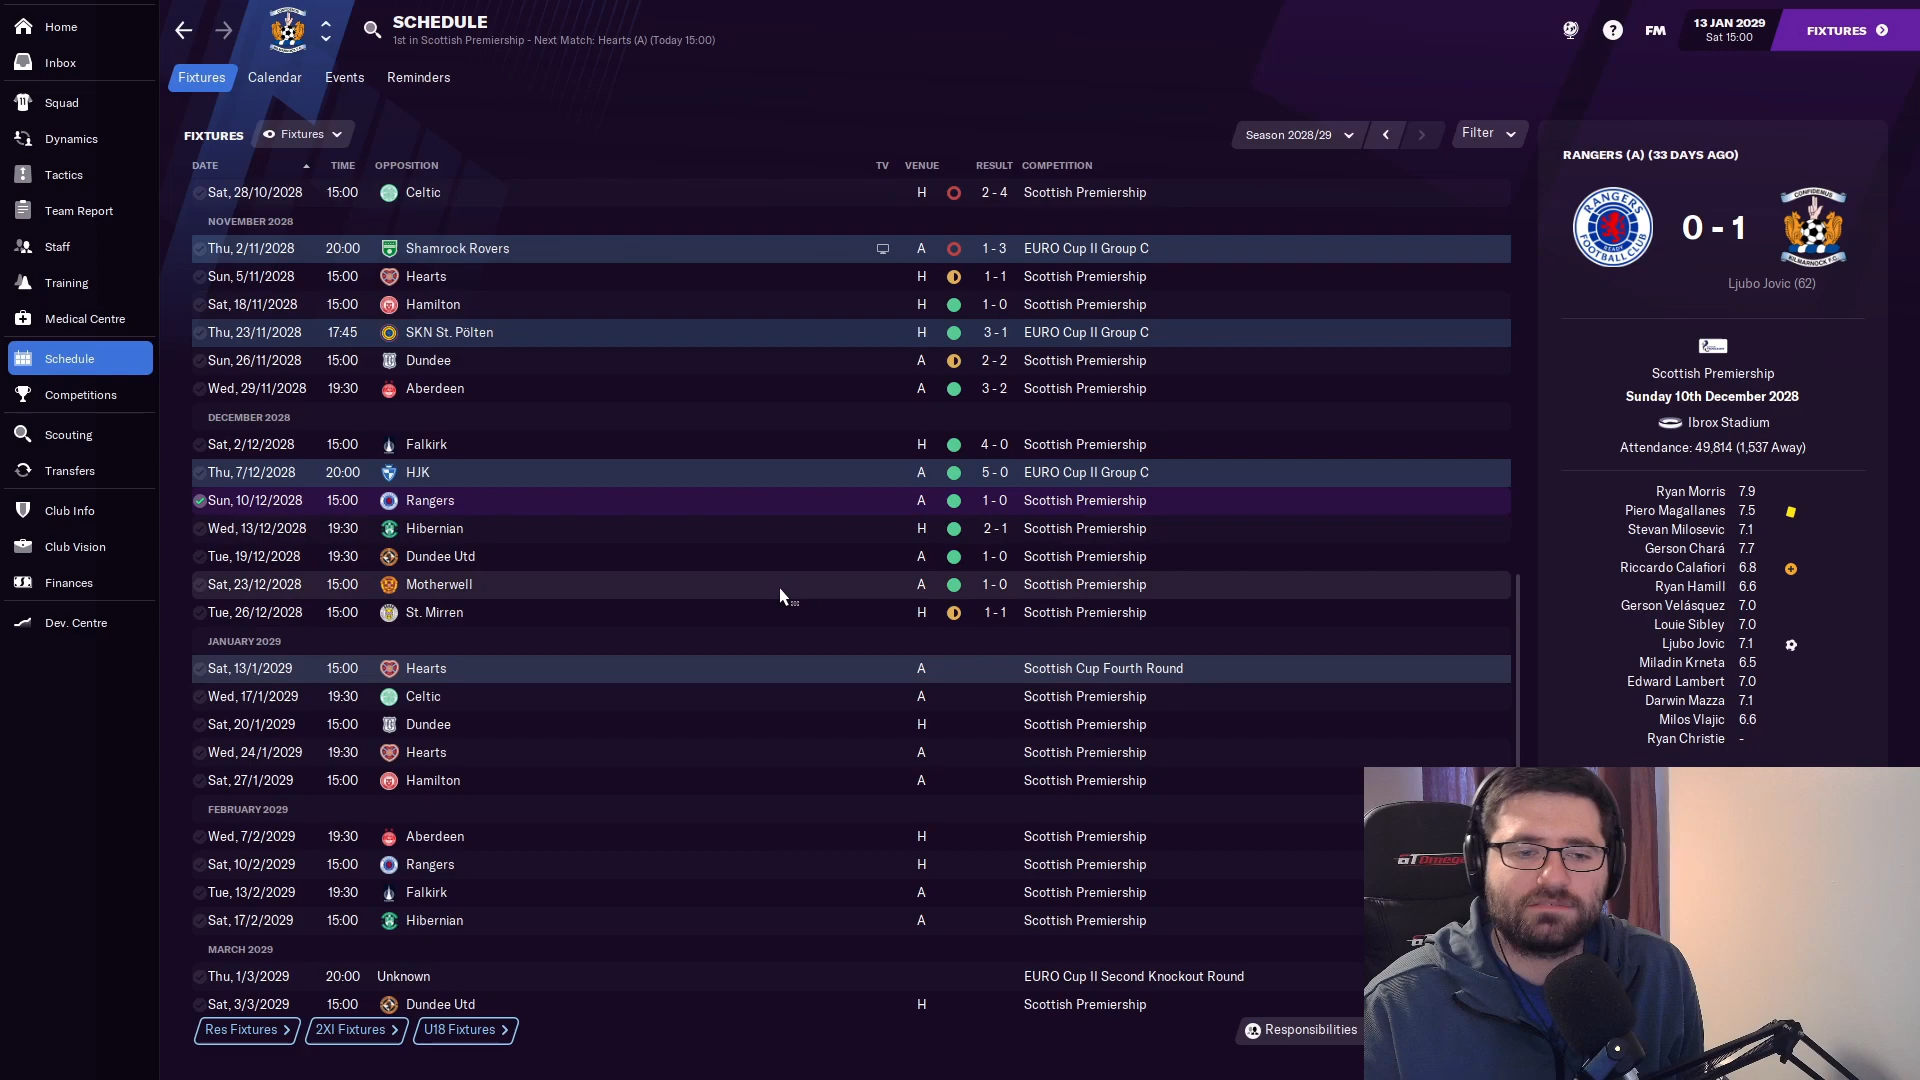 Home
Inbox
Squad
Dynamics
Tactics
Team Report
Staff
Training
Medical Centre
Schedule
Competitions
Scouting
Transfers
Club Info
Club Vision
Finances
Dev. Centre
SCHEDULE
1st in Scottish Premiership - Next Match: Hearts (A) (Today 15:00)
FM
13 JAN 2029
Sat 15:00
FIXTURES
Fixtures Calendar Events Reminders
FIXTURES Fixtures Season 2028/29 Filter
DATE TIME OPPOSITION TV VENUE RESULT COMPETITION
Sat, 28/10/2028 15:00 Celtic H 2 - 4 Scottish Premiership
NOVEMBER 2028
Thu, 2/11/2028 20:00 Shamrock Rovers A 1 - 3 EURO Cup II Group C
Sun, 5/11/2028 15:00 Hearts H 1 - 1 Scottish Premiership
Sat, 18/11/2028 15:00 Hamilton H 1 - 0 Scottish Premiership
Thu, 23/11/2028 17:45 SKN St. Pölten H 3 - 1 EURO Cup II Group C
Sun, 26/11/2028 15:00 Dundee A 2 - 2 Scottish Premiership
Wed, 29/11/2028 19:30 Aberdeen A 3 - 2 Scottish Premiership
DECEMBER 2028
Sat, 2/12/2028 15:00 Falkirk H 4 - 0 Scottish Premiership
Thu, 7/12/2028 20:00 HJK A 5 - 0 EURO Cup II Group C
Sun, 10/12/2028 15:00 Rangers A 1 - 0 Scottish Premiership
Wed, 13/12/2028 19:30 Hibernian H 2 - 1 Scottish Premiership
Tue, 19/12/2028 19:30 Dundee Utd A 1 - 0 Scottish Premiership
Sat, 23/12/2028 15:00 Motherwell A 1 - 0 Scottish Premiership
Tue, 26/12/2028 15:00 St. Mirren H 1 - 1 Scottish Premiership
JANUARY 2029
Sat, 13/1/2029 15:00 Hearts A Scottish Cup Fourth Round
Wed, 17/1/2029 19:30 Celtic A Scottish Premiership
Sat, 20/1/2029 15:00 Dundee H Scottish Premiership
Wed, 24/1/2029 19:30 Hearts A Scottish Premiership
Sat, 27/1/2029 15:00 Hamilton A Scottish Premiership
FEBRUARY 2029
Wed, 7/2/2029 19:30 Aberdeen H Scottish Premiership
Sat, 10/2/2029 15:00 Rangers H Scottish Premiership
Tue, 13/2/2029 19:30 Falkirk A Scottish Premiership
Sat, 17/2/2029 15:00 Hibernian A Scottish Premiership
MARCH 2029
Thu, 1/3/2029 20:00 Unknown EURO Cup II Second Knockout Round
Sat, 3/3/2029 15:00 Dundee Utd H Scottish Premiership
Res Fixtures 2XI Fixtures U18 Fixtures Responsibilities
RANGERS (A) (33 DAYS AGO)
RANGERS
READY
FOOTBALL CLUB
0 - 1
CONFIDEMUS
KILMARNOCK F.C.
Ljubo Jovic (62)
Scottish Premiership
Sunday 10th December 2028
Ibrox Stadium
Attendance: 49,814 (1,537 Away)
Ryan Morris 7.9
Piero Magallanes 7.5
Stevan Milosevic 7.1
Gerson Chará 7.7
Riccardo Calafiori 6.8
Ryan Hamill 6.6
Gerson Velásquez 7.0
Louie Sibley 7.0
Ljubo Jovic 7.1
Miladin Krneta 6.5
Edward Lambert 7.0
Darwin Mazza 7.1
Milos Vlajic 6.6
Ryan Christie -